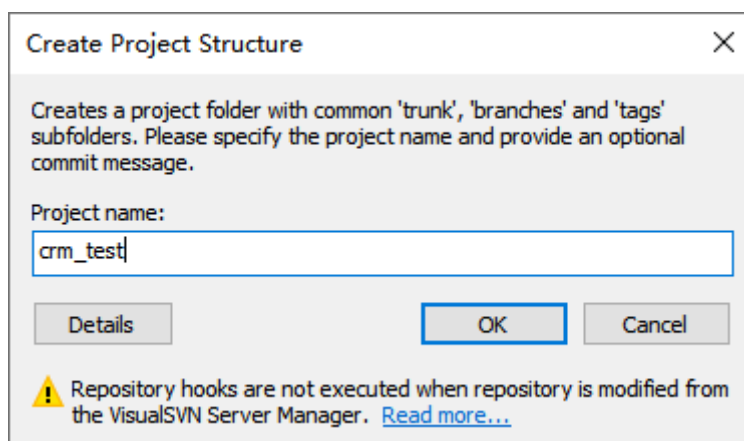 Create Project Structure
Creates a project folder with common 'trunk', 'branches' and 'tags'
subfolders. Please specify the project name and provide an optional
commit message.
Project name:
crm_test
Details OK Cancel
Repository hooks are not executed when repository is modified from
the VisualSVN Server Manager. Read more...